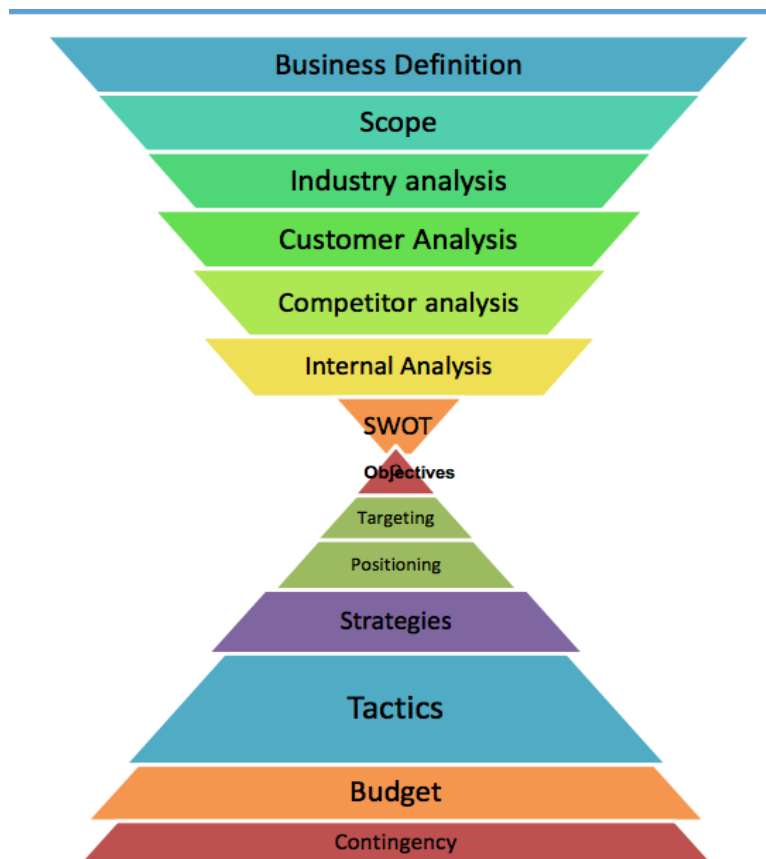 Business Definition
Scope
Industry analysis
Customer Analysis
Competitor analysis
Internal Analysis
SWOT
Objectives
Targeting
Positioning
Strategies
Tactics
Budget
Contingency